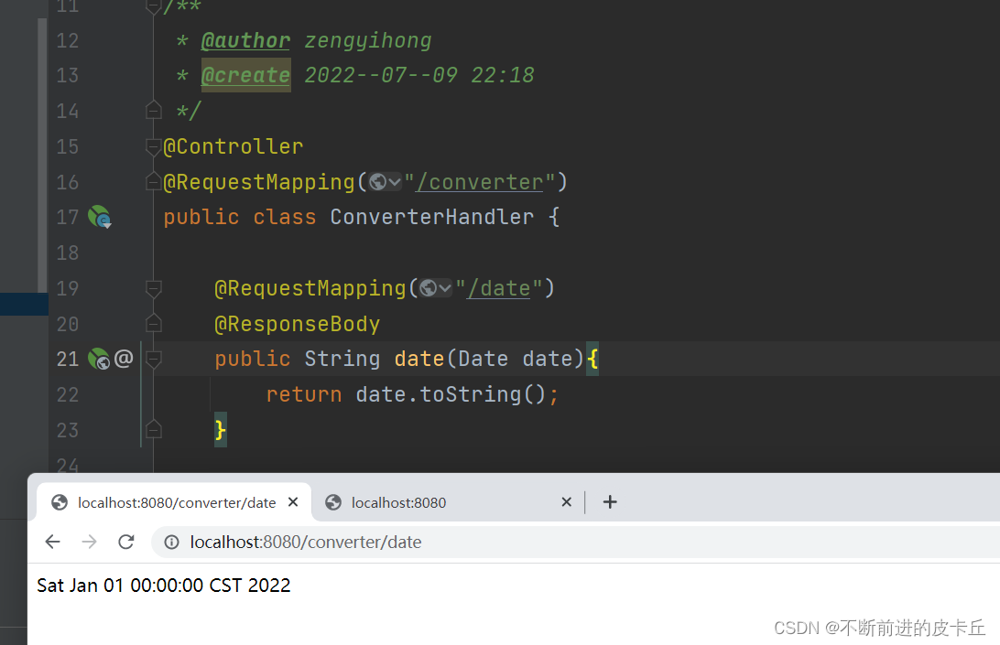 11 /**
12 * @author zengyihong
13 * @create 2022--07--09 22:18
14 */
15 @Controller
16 @RequestMapping("/converter")
17 public class ConverterHandler {
18
19 @RequestMapping("/date")
20 @ResponseBody
21 @ public String date(Date date){
22 return date.toString();
23 }
24
localhost:8080/converter/date
localhost:8080
localhost:8080/converter/date
Sat Jan 01 00:00:00 CST 2022
CSDN @不断前进的皮卡丘